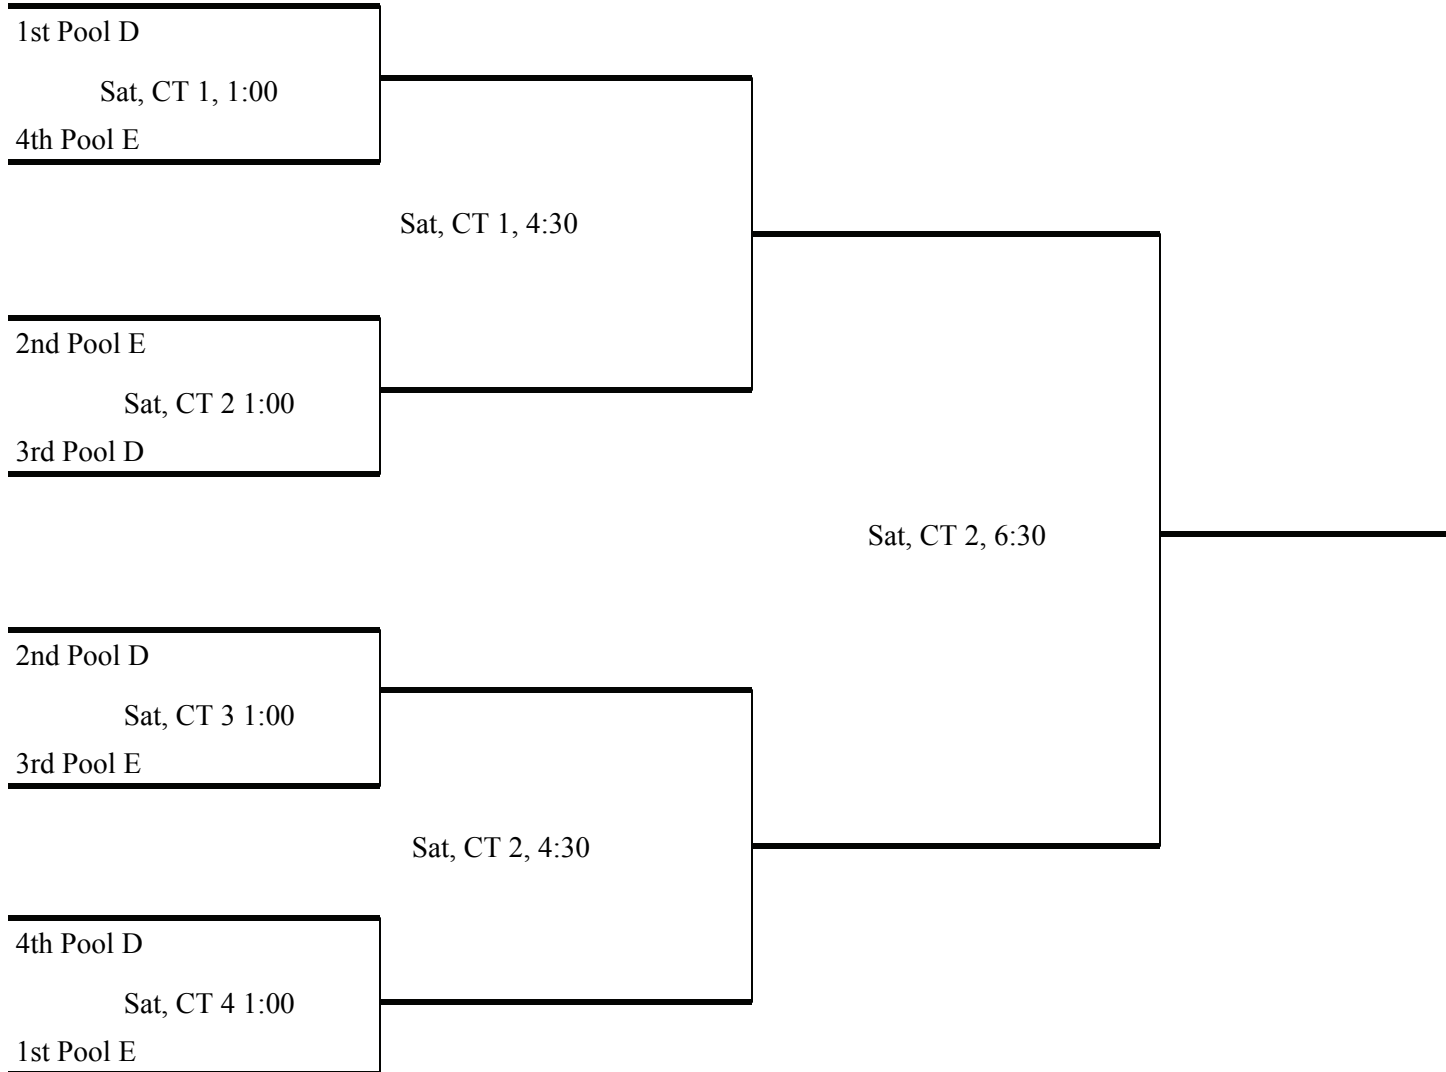 1st Pool D
Sat, CT 1, 1:00
4th Pool E
Sat, CT 1, 4:30
2nd Pool E
Sat, CT 2 1:00
3rd Pool D
Sat, CT 2, 6:30
2nd Pool D
Sat, CT 3 1:00
3rd Pool E
Sat, CT 2, 4:30
4th Pool D
Sat, CT 4 1:00
1st Pool E